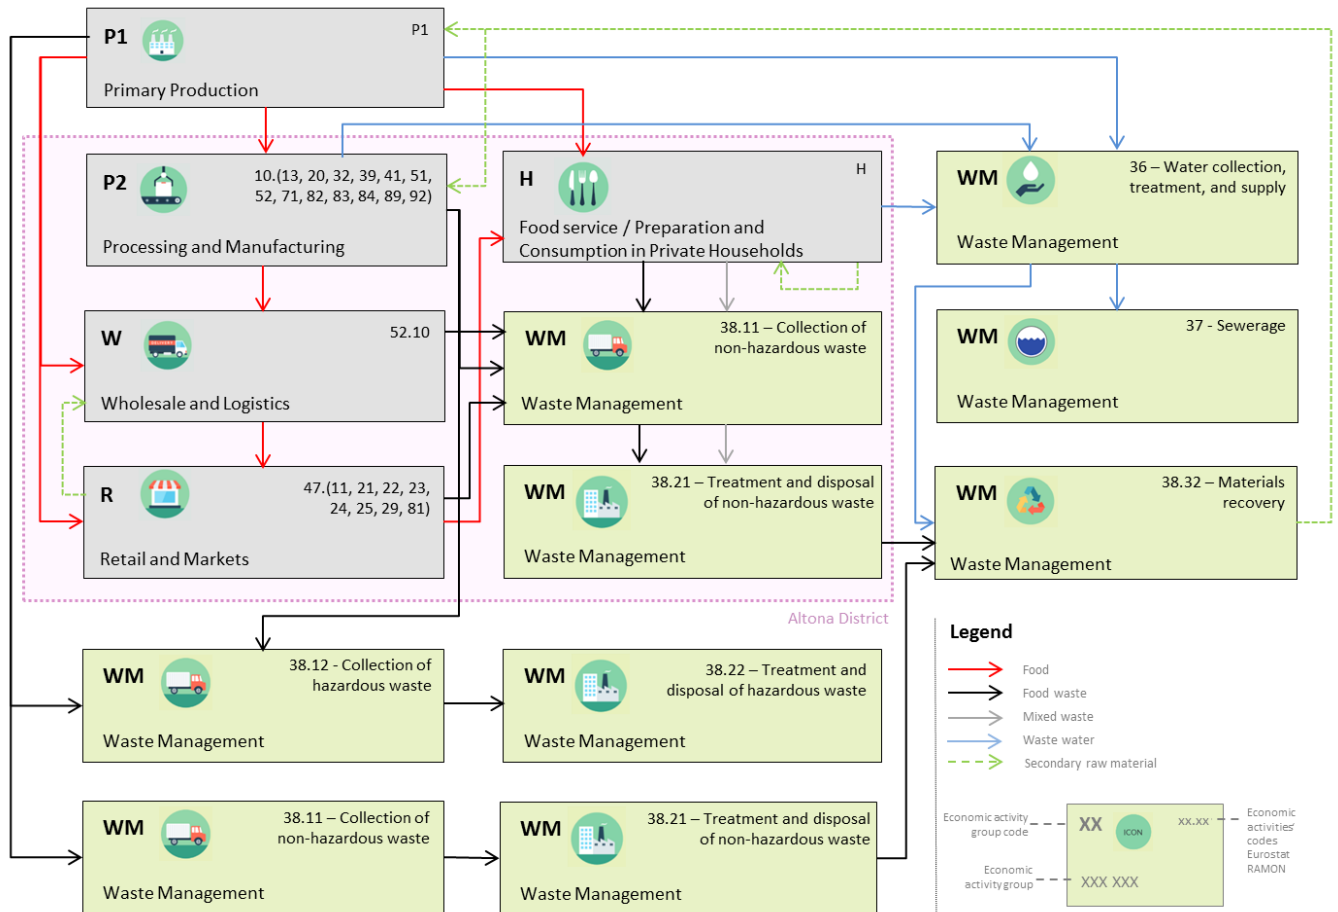 P1
P1
Primary Production
P2
10.(13, 20, 32, 39, 41, 51,
52, 71, 82, 83, 84, 89, 92)
Processing and Manufacturing
H
H
Food service / Preparation and
Consumption in Private Households
WM
36 – Water collection,
treatment, and supply
Waste Management
W
52.10
Wholesale and Logistics
WM
38.11 – Collection of
non-hazardous waste
Waste Management
WM
37 - Sewerage
Waste Management
R
47.(11, 21, 22, 23,
24, 25, 29, 81)
Retail and Markets
WM
38.21 – Treatment and disposal
of non-hazardous waste
Waste Management
WM
38.32 – Materials
recovery
Waste Management
Altona District
WM
38.12 - Collection of
hazardous waste
Waste Management
WM
38.22 – Treatment and
disposal of hazardous waste
Waste Management
WM
38.11 – Collection of
non-hazardous waste
Waste Management
WM
38.21 – Treatment and disposal
of non-hazardous waste
Waste Management
Legend
Food
Food waste
Mixed waste
Waste water
Secondary raw material
Economic activity
group code
XX
ICON
xx.xx
Economic
activities'
codes
Eurostat
RAMON
Economic
activity group
XXX XXX